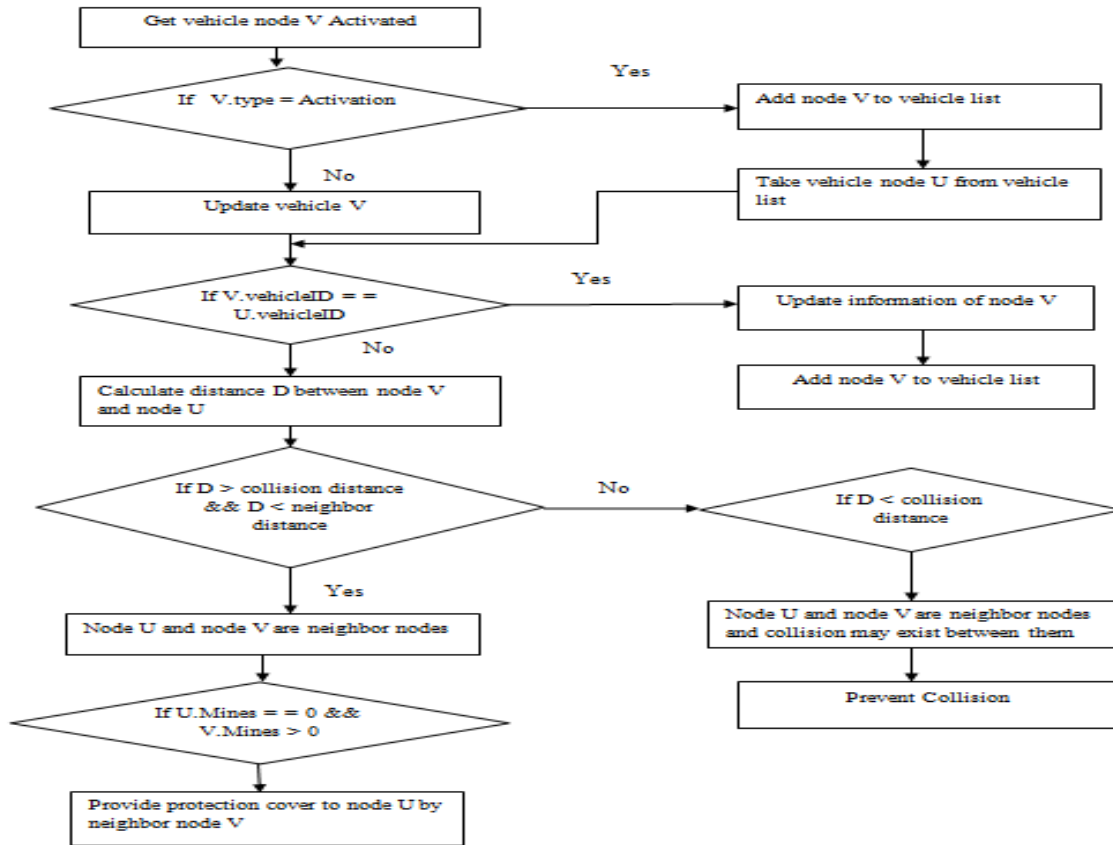 Get vehicle node V Activated
Yes
If V.type = Activation
Add node V to vehicle list
No
Take vehicle node U from vehicle
list
Update vehicle V
Yes
If V.vehicleID = =
U.vehicleID
Update information of node V
No
Add node V to vehicle list
Calculate distance D between node V
and node U
If D > collision distance
&& D < neighbor
distance
No
If D < collision
distance
Yes
Node U and node V are neighbor nodes
Node U and node V are neighbor nodes
and collision may exist between them
If U.Mines = = 0 &&
V.Mines > 0
Prevent Collision
Provide protection cover to node U by
neighbor node V